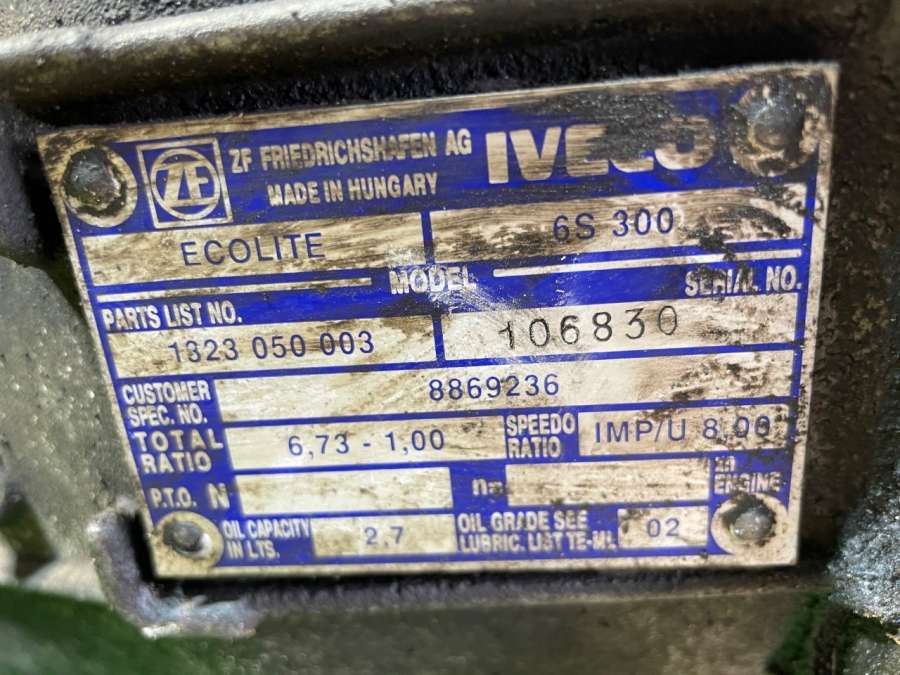 ZF
ZF FRIEDRICHSHAFEN AG
MADE IN HUNGARY
IVECO
ECOLITE
6S 300
MODEL
SERIAL NO.
PARTS LIST NO.
1323 050 003
106830
CUSTOMER
SPEC. NO.
8869236
TOTAL
RATIO
6,73 - 1,00
SPEEDO
RATIO
IMP/U 8,00
P.T.O. N
n=
ENGINE
OIL CAPACITY
IN LTS.
2,7
OIL GRADE SEE
LUBRIC. LIST TE-ML
02